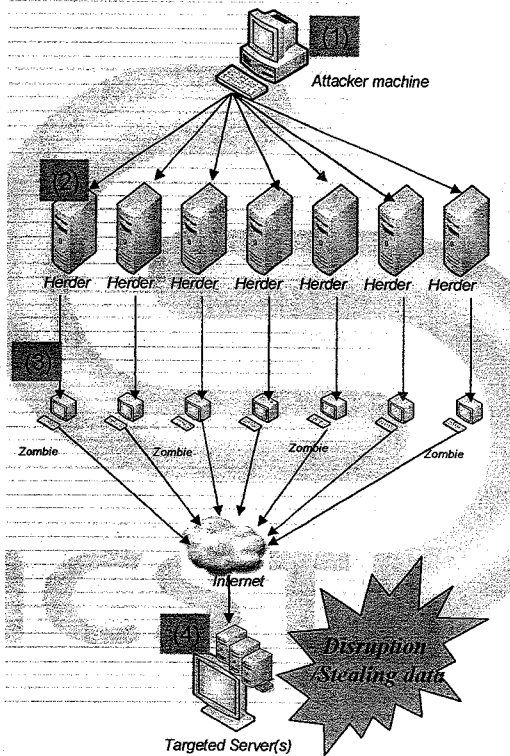 (1)
Attacker machine
(2)
Herder Herder Herder Herder Herder Herder Herder
(3)
Zombie Zombie Zombie Zombie
Internet
(4)
Disruption
/Stealing data
Targeted Server(s)